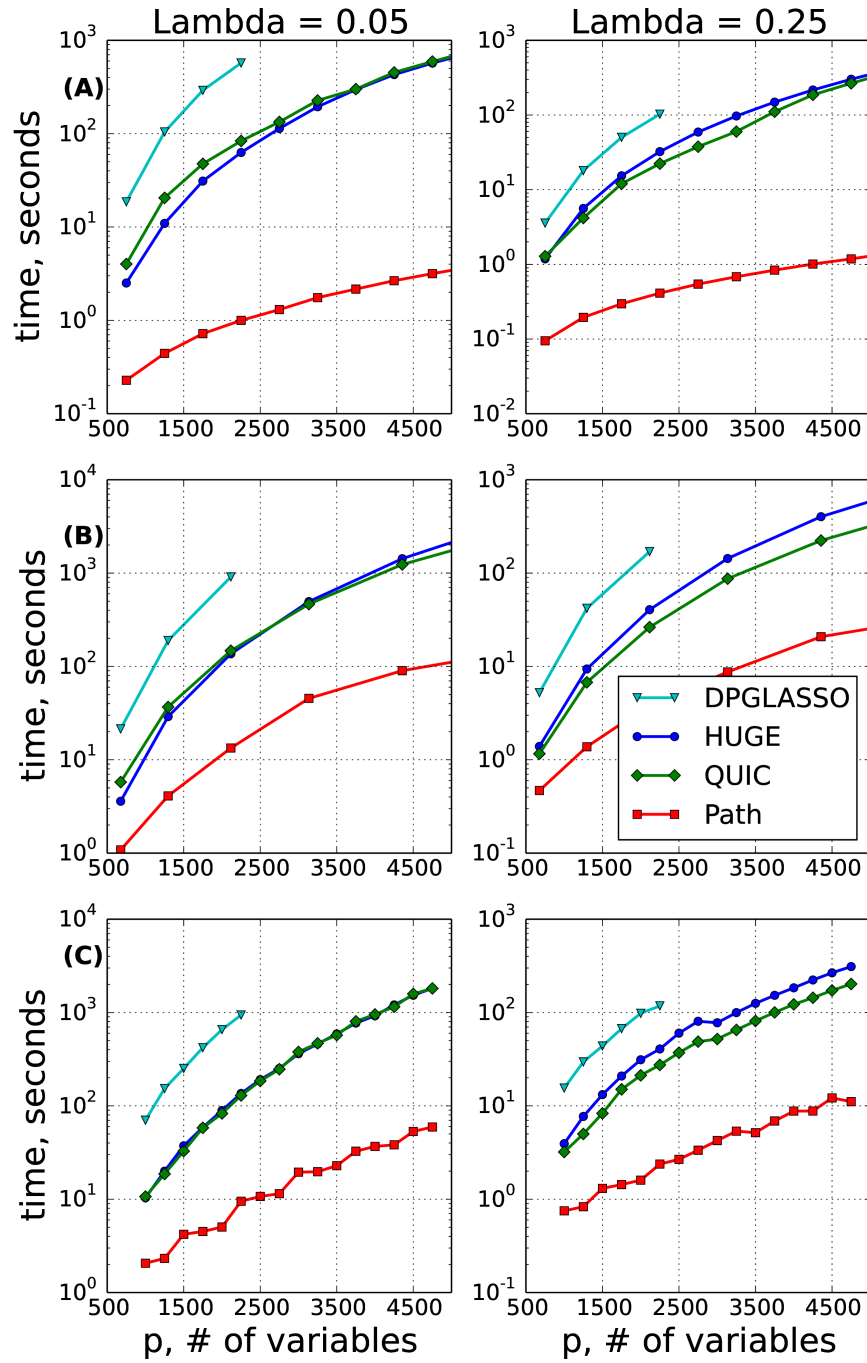 Lambda = 0.05
Lambda = 0.25
(A)
time, seconds
10^3
10^2
10^1
10^0
10^-1
500 1500 2500 3500 4500
10^3
10^2
10^1
10^0
10^-1
10^-2
500 1500 2500 3500 4500
(B)
time, seconds
10^4
10^3
10^2
10^1
10^0
500 1500 2500 3500 4500
10^3
10^2
10^1
10^0
10^-1
500 1500 2500 3500 4500
DPGLASSO
HUGE
QUIC
Path
(C)
time, seconds
10^4
10^3
10^2
10^1
10^0
500 1500 2500 3500 4500
p, # of variables
10^3
10^2
10^1
10^0
10^-1
500 1500 2500 3500 4500
p, # of variables